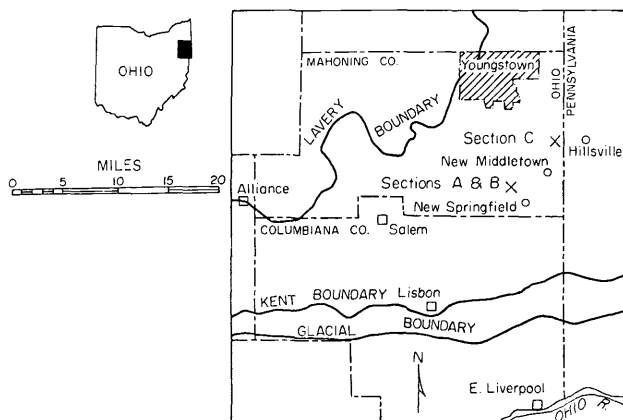 OHIO
MAHONING CO.
Youngstown
OHIO
PENNSYLVANIA
LAVERY BOUNDARY
MILES
0 5 10 15 20
Section C
Hillsville
New Middletown
Alliance
Sections A & B
New Springfield
COLUMBIANA CO.
Salem
KENT BOUNDARY
Lisbon
GLACIAL BOUNDARY
N
E. Liverpool
OHIO R.